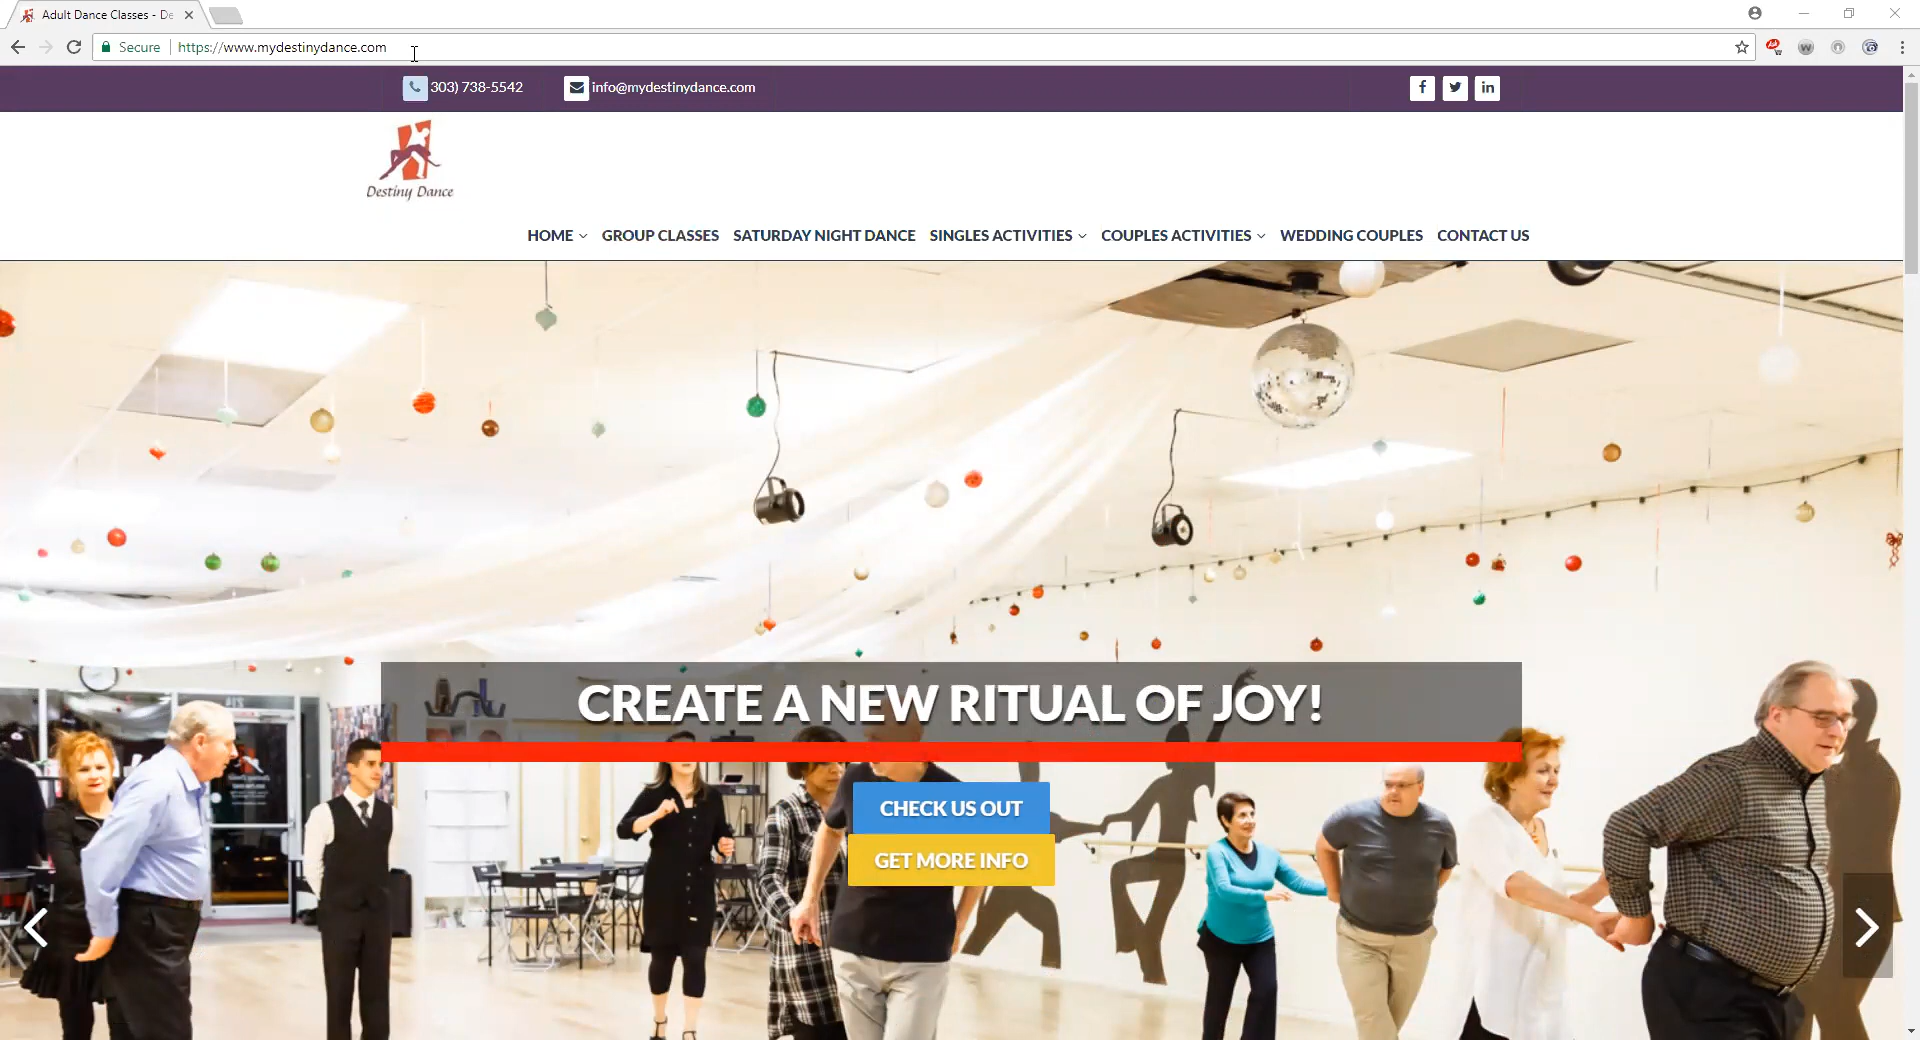 Adult Dance Classes - De
Secure https://www.mydestinydance.com
303) 738-5542 info@mydestinydance.com
Destiny Dance
HOME GROUP CLASSES SATURDAY NIGHT DANCE SINGLES ACTIVITIES COUPLES ACTIVITIES WEDDING COUPLES CONTACT US
CREATE A NEW RITUAL OF JOY!
CHECK US OUT
GET MORE INFO